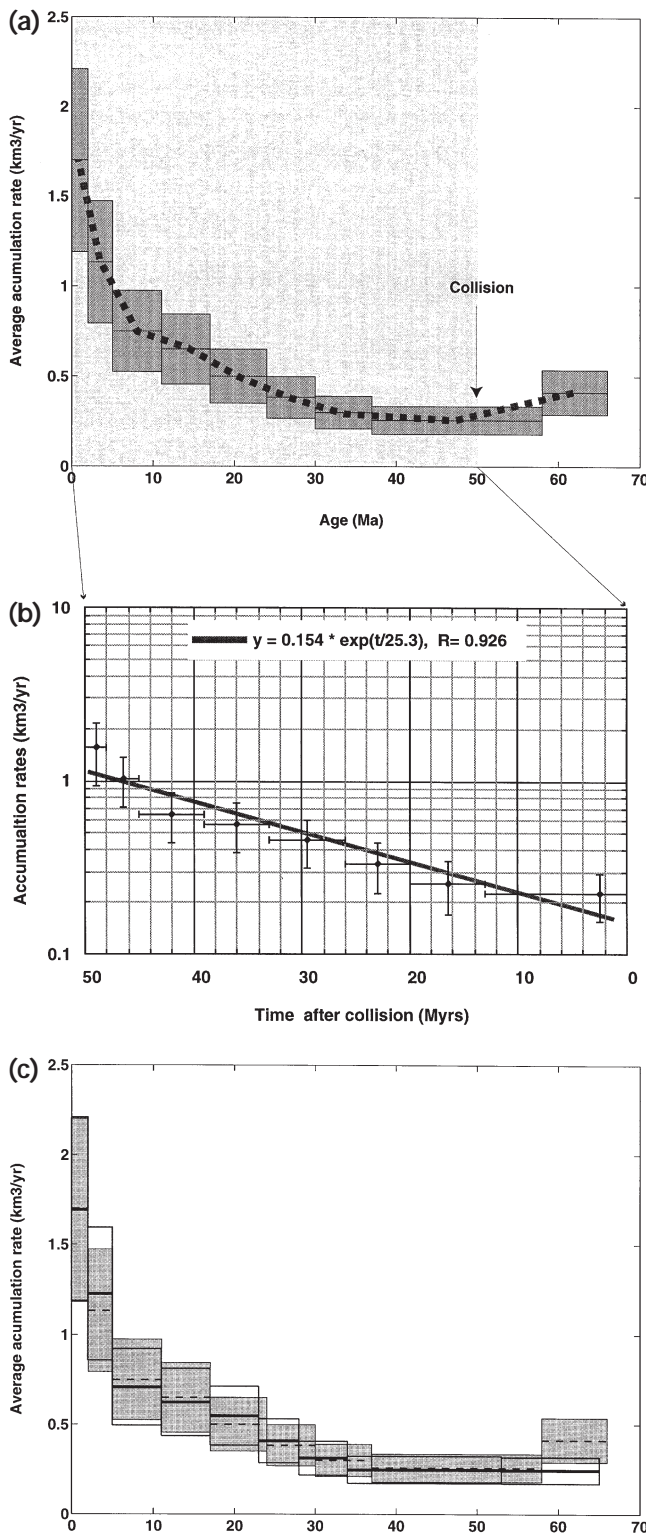 (a)
2.5
2
1.5
1
0.5
0
Average acumulation rate (km3/yr)
Collision
0 10 20 30 40 50 60 70
Age (Ma)
(b)
10
1
0.1
Accumualtion rates (km3/yr)
y = 0.154 * exp(t/25.3), R= 0.926
50 40 30 20 10 0
Time after collision (Myrs)
(c)
2.5
2
1.5
1
0.5
0
Average acumulation rate (km3/yr)
0 10 20 30 40 50 60 70